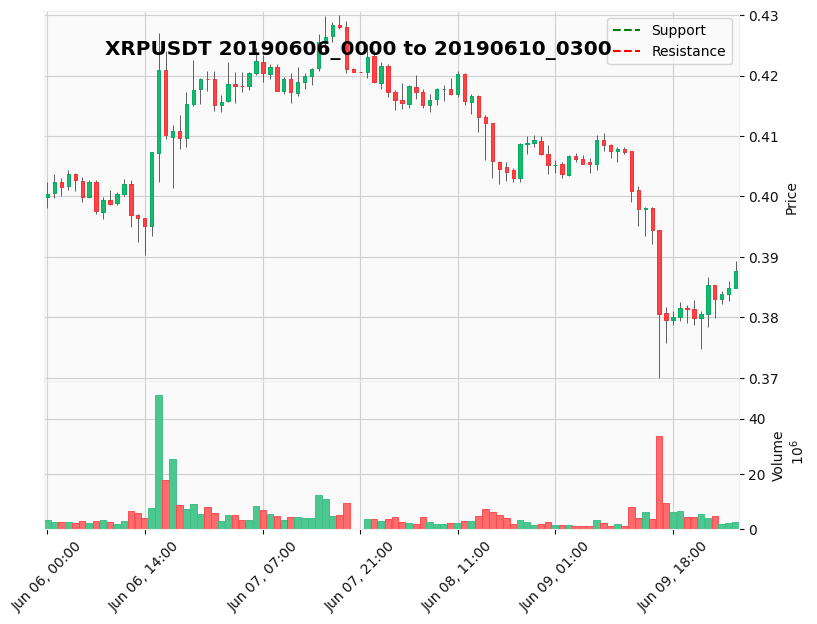 XRPUSDT 20190606_0000 to 20190610_0300
Support
Resistance
0.43
0.42
0.41
0.40
0.39
0.38
0.37
Price
40
20
0
Volume
10^6
Jun 06, 00:00
Jun 06, 14:00
Jun 07, 07:00
Jun 07, 21:00
Jun 08, 11:00
Jun 09, 01:00
Jun 09, 18:00